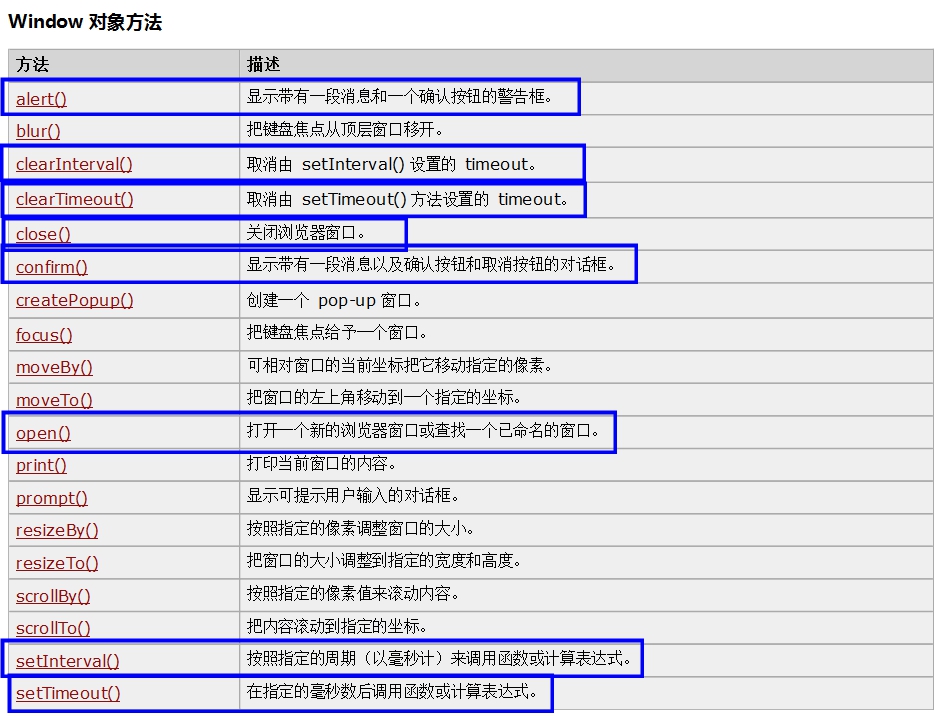 Window 对象方法
方法 描述
alert() 显示带有一段消息和一个确认按钮的警告框。
blur() 把键盘焦点从顶层窗口移开。
clearInterval() 取消由 setInterval() 设置的 timeout。
clearTimeout() 取消由 setTimeout() 方法设置的 timeout。
close() 关闭浏览器窗口。
confirm() 显示带有一段消息以及确认按钮和取消按钮的对话框。
createPopup() 创建一个 pop-up 窗口。
focus() 把键盘焦点给予一个窗口。
moveBy() 可相对窗口的当前坐标把它移动指定的像素。
moveTo() 把窗口的左上角移动到一个指定的坐标。
open() 打开一个新的浏览器窗口或查找一个已命名的窗口。
print() 打印当前窗口的内容。
prompt() 显示可提示用户输入的对话框。
resizeBy() 按照指定的像素调整窗口的大小。
resizeTo() 把窗口的大小调整到指定的宽度和高度。
scrollBy() 按照指定的像素值来滚动内容。
scrollTo() 把内容滚动到指定的坐标。
setInterval() 按照指定的周期（以毫秒计）来调用函数或计算表达式。
setTimeout() 在指定的毫秒数后调用函数或计算表达式。